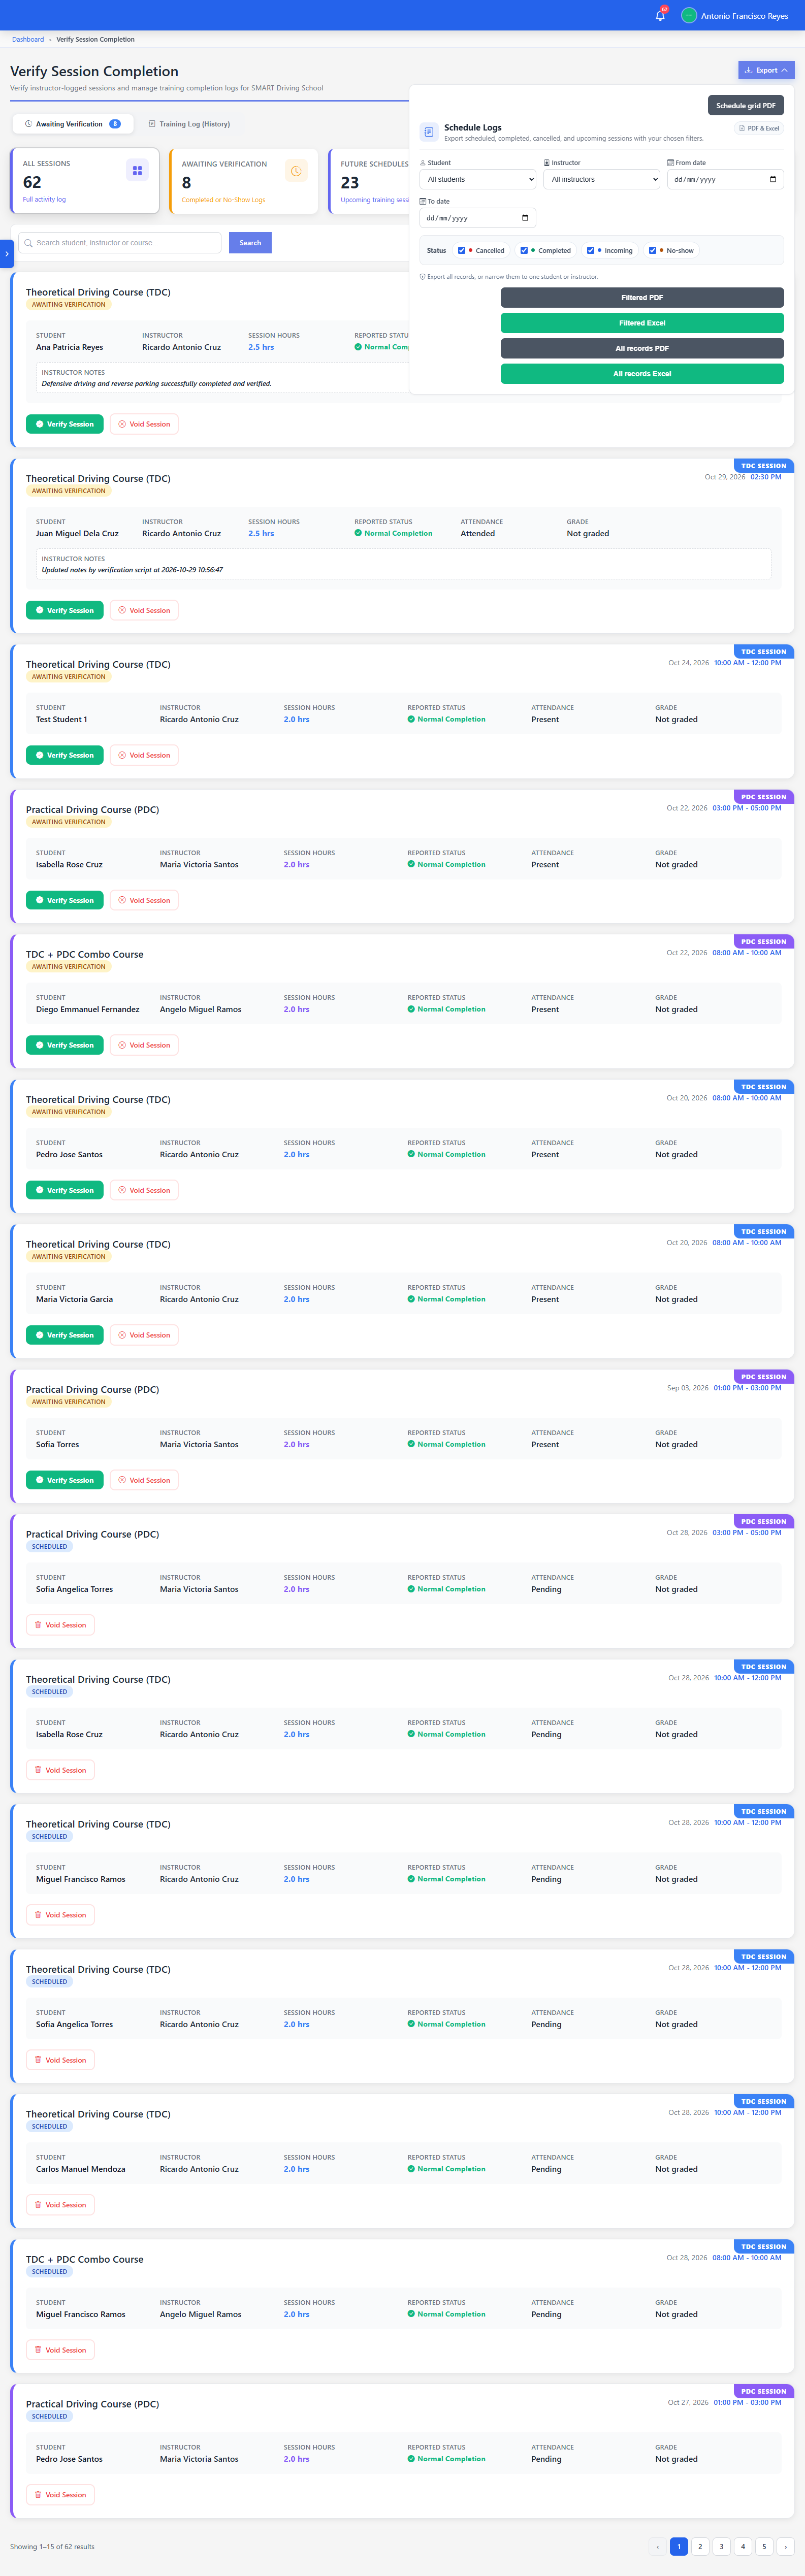 62
Antonio Francisco Reyes
Dashboard › Verify Session Completion
Verify Session Completion
Verify instructor-logged sessions and manage training completion logs for SMART Driving School
Export
Awaiting Verification 8
Training Log (History)
Schedule grid PDF
Schedule Logs
Export scheduled, completed, cancelled, and upcoming sessions with your chosen filters.
PDF & Excel
Student
All students
Instructor
All instructors
From date
dd/mm/yyyy
To date
dd/mm/yyyy
Status Cancelled Completed Incoming No-show
Export all records, or narrow them to one student or instructor.
Filtered PDF
Filtered Excel
All records PDF
All records Excel
ALL SESSIONS
62
Full activity log
AWAITING VERIFICATION
8
Completed or No-Show Logs
FUTURE SCHEDULES
23
Upcoming training sessi
Search student, instructor or course...
Search
Theoretical Driving Course (TDC)
AWAITING VERIFICATION
STUDENT INSTRUCTOR SESSION HOURS REPORTED STATU
Ana Patricia Reyes Ricardo Antonio Cruz 2.5 hrs Normal Com
INSTRUCTOR NOTES
Defensive driving and reverse parking successfully completed and verified.
Verify Session Void Session
TDC SESSION
Theoretical Driving Course (TDC) Oct 29, 2026 02:30 PM
AWAITING VERIFICATION
STUDENT INSTRUCTOR SESSION HOURS REPORTED STATUS ATTENDANCE GRADE
Juan Miguel Dela Cruz Ricardo Antonio Cruz 2.5 hrs Normal Completion Attended Not graded
INSTRUCTOR NOTES
Updated notes by verification script at 2026-10-29 10:56:47
Verify Session Void Session
TDC SESSION
Theoretical Driving Course (TDC) Oct 24, 2026 10:00 AM - 12:00 PM
AWAITING VERIFICATION
STUDENT INSTRUCTOR SESSION HOURS REPORTED STATUS ATTENDANCE GRADE
Test Student 1 Ricardo Antonio Cruz 2.0 hrs Normal Completion Present Not graded
Verify Session Void Session
PDC SESSION
Practical Driving Course (PDC) Oct 22, 2026 03:00 PM - 05:00 PM
AWAITING VERIFICATION
STUDENT INSTRUCTOR SESSION HOURS REPORTED STATUS ATTENDANCE GRADE
Isabella Rose Cruz Maria Victoria Santos 2.0 hrs Normal Completion Present Not graded
Verify Session Void Session
PDC SESSION
TDC + PDC Combo Course Oct 22, 2026 08:00 AM - 10:00 AM
AWAITING VERIFICATION
STUDENT INSTRUCTOR SESSION HOURS REPORTED STATUS ATTENDANCE GRADE
Diego Emmanuel Fernandez Angelo Miguel Ramos 2.0 hrs Normal Completion Present Not graded
Verify Session Void Session
TDC SESSION
Theoretical Driving Course (TDC) Oct 20, 2026 08:00 AM - 10:00 AM
AWAITING VERIFICATION
STUDENT INSTRUCTOR SESSION HOURS REPORTED STATUS ATTENDANCE GRADE
Pedro Jose Santos Ricardo Antonio Cruz 2.0 hrs Normal Completion Present Not graded
Verify Session Void Session
TDC SESSION
Theoretical Driving Course (TDC) Oct 20, 2026 08:00 AM - 10:00 AM
AWAITING VERIFICATION
STUDENT INSTRUCTOR SESSION HOURS REPORTED STATUS ATTENDANCE GRADE
Maria Victoria Garcia Ricardo Antonio Cruz 2.0 hrs Normal Completion Present Not graded
Verify Session Void Session
PDC SESSION
Practical Driving Course (PDC) Sep 03, 2026 01:00 PM - 03:00 PM
AWAITING VERIFICATION
STUDENT INSTRUCTOR SESSION HOURS REPORTED STATUS ATTENDANCE GRADE
Sofia Torres Maria Victoria Santos 2.0 hrs Normal Completion Present Not graded
Verify Session Void Session
PDC SESSION
Practical Driving Course (PDC) Oct 28, 2026 03:00 PM - 05:00 PM
SCHEDULED
STUDENT INSTRUCTOR SESSION HOURS REPORTED STATUS ATTENDANCE GRADE
Sofia Angelica Torres Maria Victoria Santos 2.0 hrs Normal Completion Pending Not graded
Void Session
TDC SESSION
Theoretical Driving Course (TDC) Oct 28, 2026 10:00 AM - 12:00 PM
SCHEDULED
STUDENT INSTRUCTOR SESSION HOURS REPORTED STATUS ATTENDANCE GRADE
Isabella Rose Cruz Ricardo Antonio Cruz 2.0 hrs Normal Completion Pending Not graded
Void Session
TDC SESSION
Theoretical Driving Course (TDC) Oct 28, 2026 10:00 AM - 12:00 PM
SCHEDULED
STUDENT INSTRUCTOR SESSION HOURS REPORTED STATUS ATTENDANCE GRADE
Miguel Francisco Ramos Ricardo Antonio Cruz 2.0 hrs Normal Completion Pending Not graded
Void Session
TDC SESSION
Theoretical Driving Course (TDC) Oct 28, 2026 10:00 AM - 12:00 PM
SCHEDULED
STUDENT INSTRUCTOR SESSION HOURS REPORTED STATUS ATTENDANCE GRADE
Sofia Angelica Torres Ricardo Antonio Cruz 2.0 hrs Normal Completion Pending Not graded
Void Session
TDC SESSION
Theoretical Driving Course (TDC) Oct 28, 2026 10:00 AM - 12:00 PM
SCHEDULED
STUDENT INSTRUCTOR SESSION HOURS REPORTED STATUS ATTENDANCE GRADE
Carlos Manuel Mendoza Ricardo Antonio Cruz 2.0 hrs Normal Completion Pending Not graded
Void Session
TDC SESSION
TDC + PDC Combo Course Oct 28, 2026 08:00 AM - 10:00 AM
SCHEDULED
STUDENT INSTRUCTOR SESSION HOURS REPORTED STATUS ATTENDANCE GRADE
Miguel Francisco Ramos Angelo Miguel Ramos 2.0 hrs Normal Completion Pending Not graded
Void Session
PDC SESSION
Practical Driving Course (PDC) Oct 27, 2026 01:00 PM - 03:00 PM
SCHEDULED
STUDENT INSTRUCTOR SESSION HOURS REPORTED STATUS ATTENDANCE GRADE
Pedro Jose Santos Maria Victoria Santos 2.0 hrs Normal Completion Pending Not graded
Void Session
Showing 1–15 of 62 results
‹ 1 2 3 4 5 ›